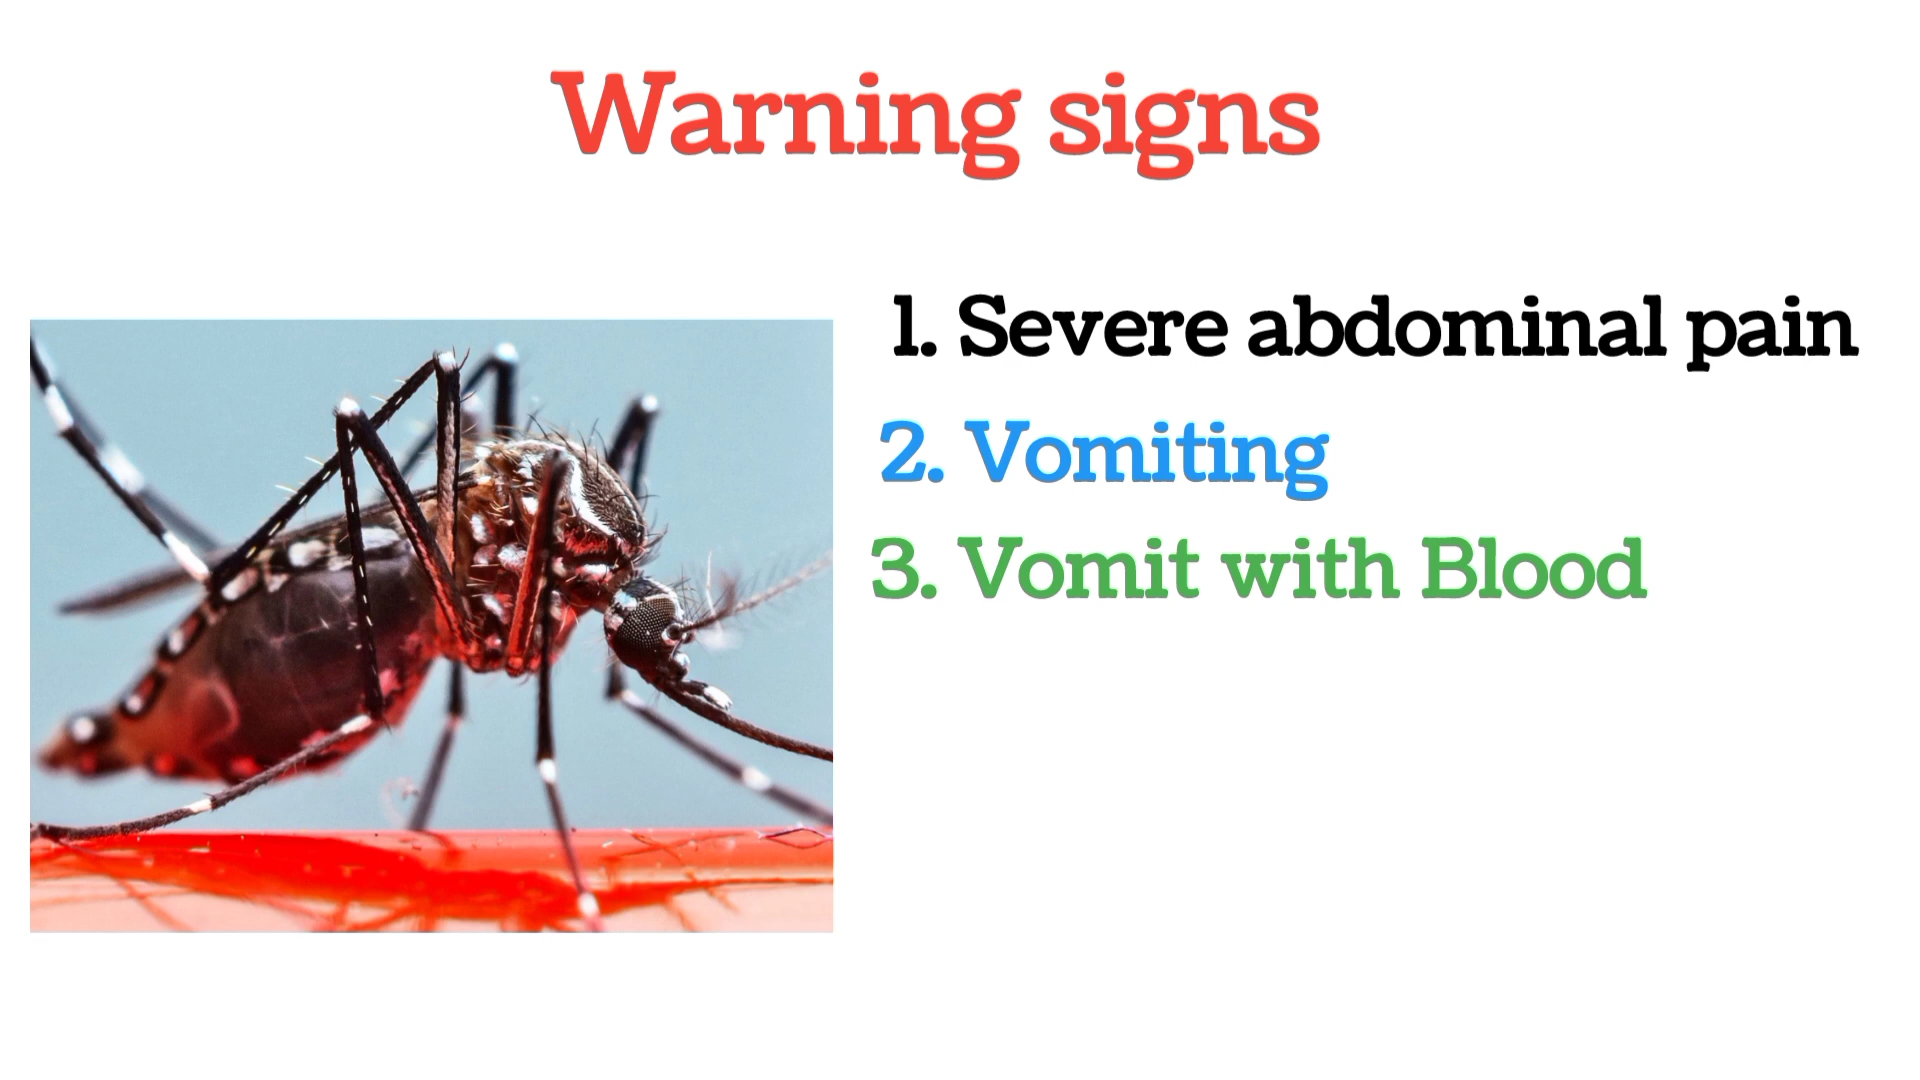 Warning signs
1. Severe abdominal pain
2. Vomiting
3. Vomit with Blood